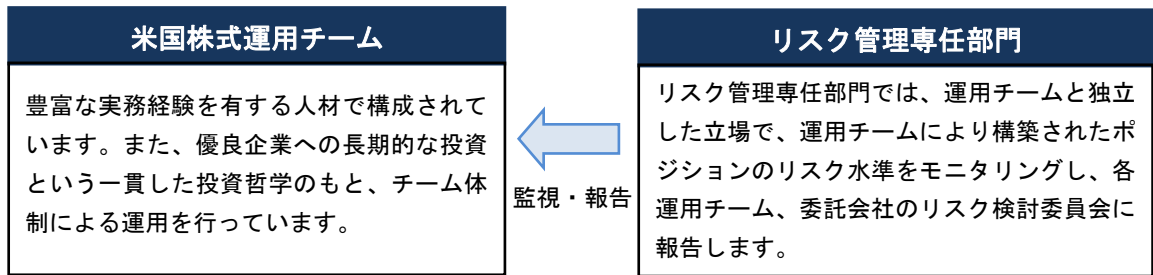 米国株式運用チーム
豊富な実務経験を有する人材で構成されて
います。また、優良企業への長期的な投資
という一貫した投資哲学のもと、チーム体
制による運用を行っています。
監視・報告
リスク管理専任部門
リスク管理専任部門では、運用チームと独立
した立場で、運用チームにより構築されたポ
ジションのリスク水準をモニタリングし、各
運用チーム、委託会社のリスク検討委員会に
報告します。